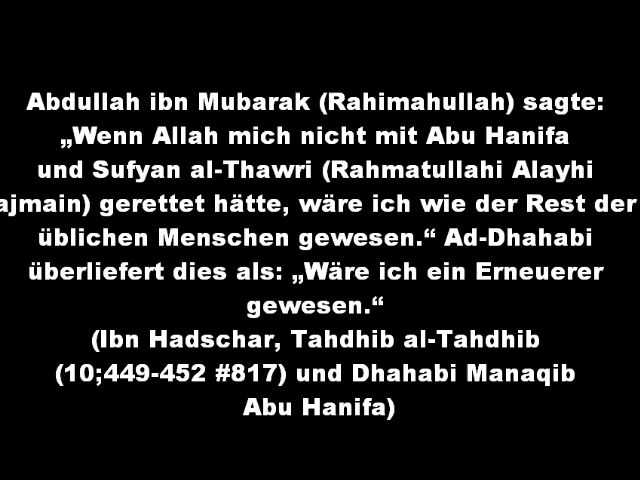 Abdullah ibn Mubarak (Rahimahullah) sagte:
„Wenn Allah mich nicht mit Abu Hanifa
und Sufyan al-Thawri (Rahmatullahi Alayhi
ajmain) gerettet hätte, wäre ich wie der Rest der
üblichen Menschen gewesen.“ Ad-Dhahabi
überliefert dies als: „Wäre ich ein Erneuerer
gewesen.“
(Ibn Hadschar, Tahdhib al-Tahdhib
(10;449-452 #817) und Dhahabi Manaqib
Abu Hanifa)